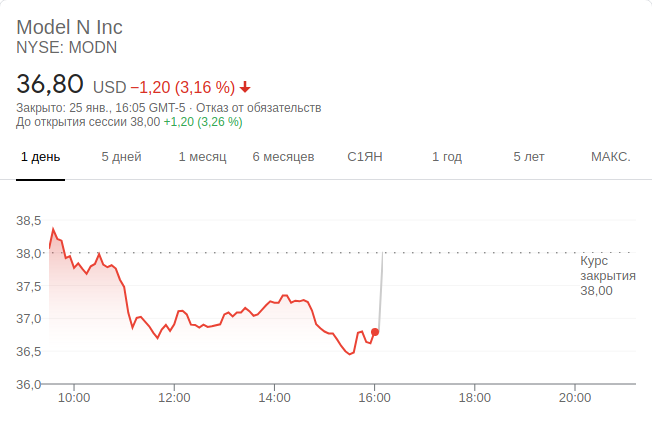 Model N Inc
NYSE: MODN
36,80 USD −1,20 (3,16 %)
Закрыто: 25 янв., 16:05 GMT-5 · Отказ от обязательств
До открытия сессии 38,00 +1,20 (3,26 %)
1 день 5 дней 1 месяц 6 месяцев С1ЯН 1 год 5 лет МАКС.
38,5
38,0
Курс
закрытия
38,00
37,5
37,0
36,5
36,0
10:00 12:00 14:00 16:00 18:00 20:00